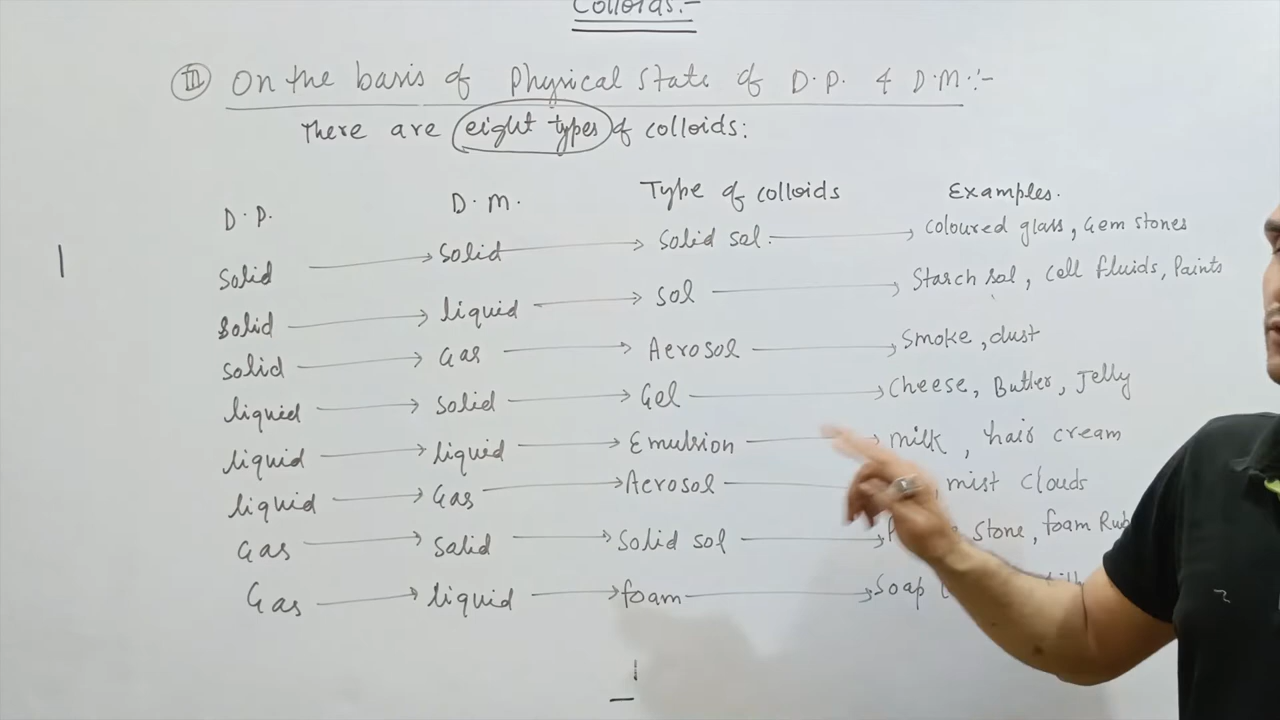 Colloids:-
III On the basis of Physical State of D.P. & D.M.:-
There are eight types of colloids:
D.P. D.M. Type of colloids Examples.
Solid → Solid → Solid sol. → coloured glass, Gem stones
Solid → liquid → Sol → Starch sol, cell fluids, Paints
Solid → Gas → Aerosol → Smoke, dust
liquid → Solid → Gel → Cheese, Butter, Jelly
liquid → liquid → Emulsion → milk, hair cream
liquid → Gas → Aerosol , mist clouds
Gas → Salid → Solid sol → Stone, foam
Gas → liquid → foam → Soap